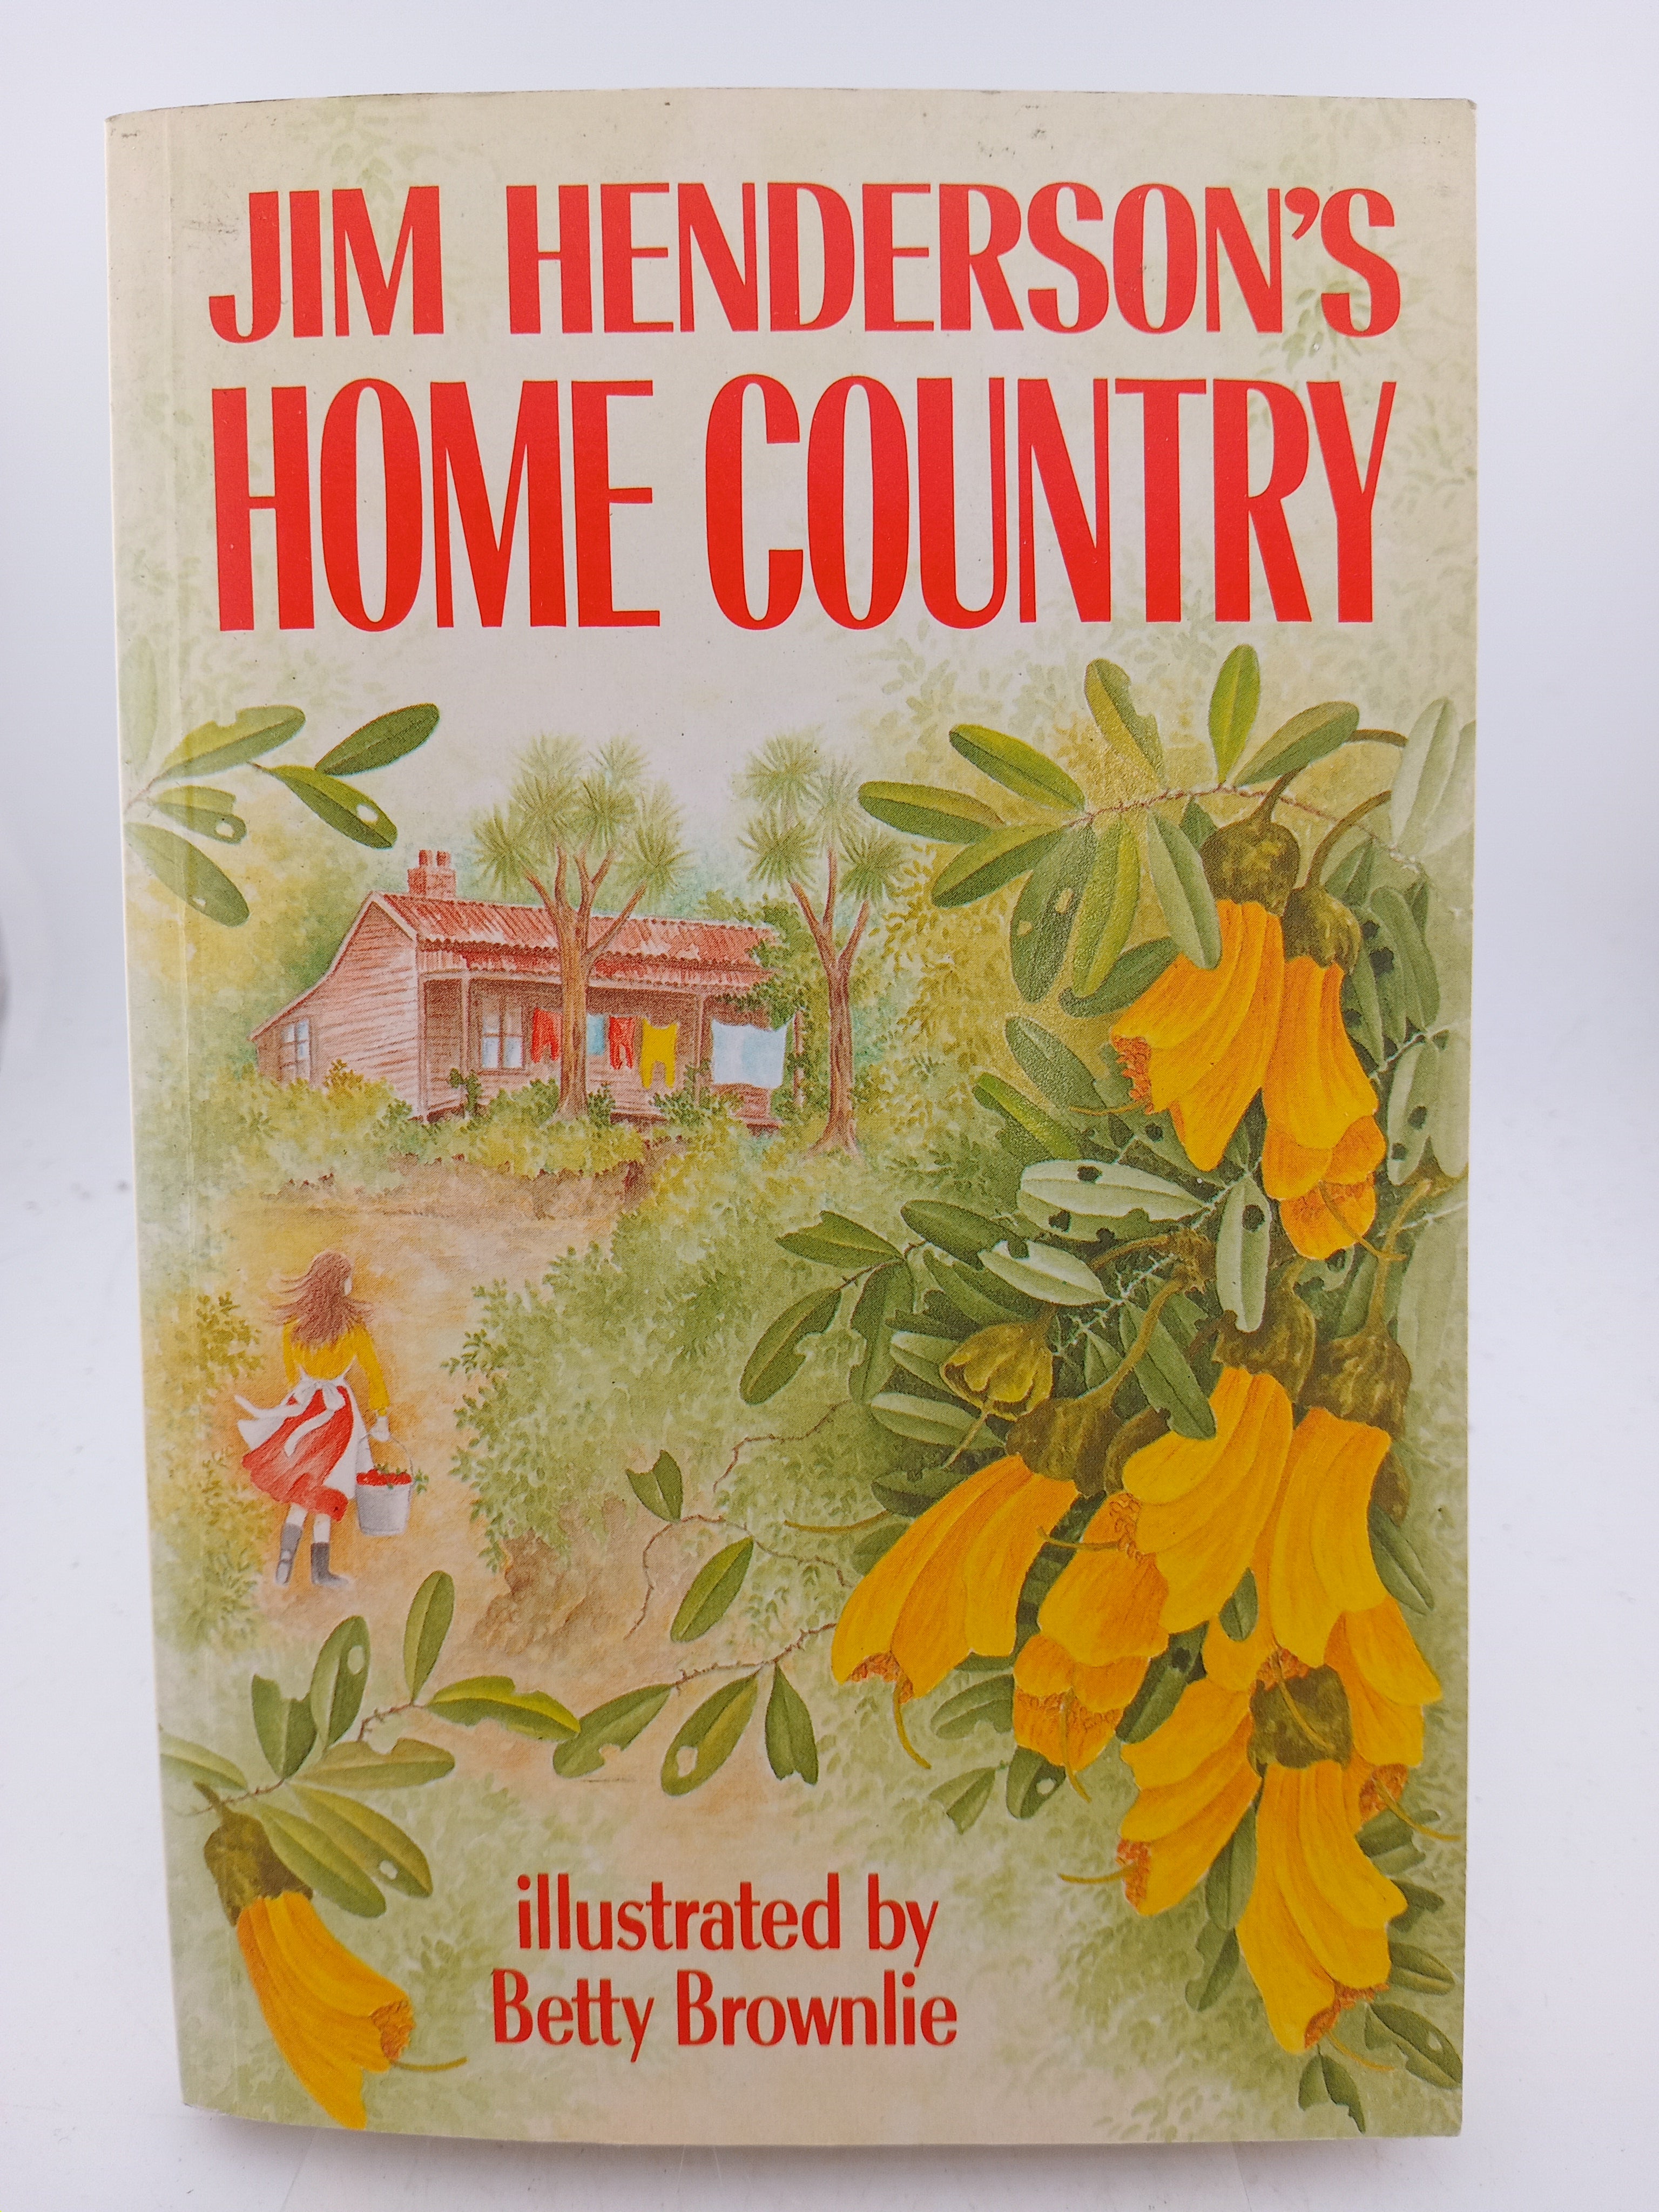 JIM HENDERSON'S
HOME COUNTRY
illustrated by
Betty Brownlie